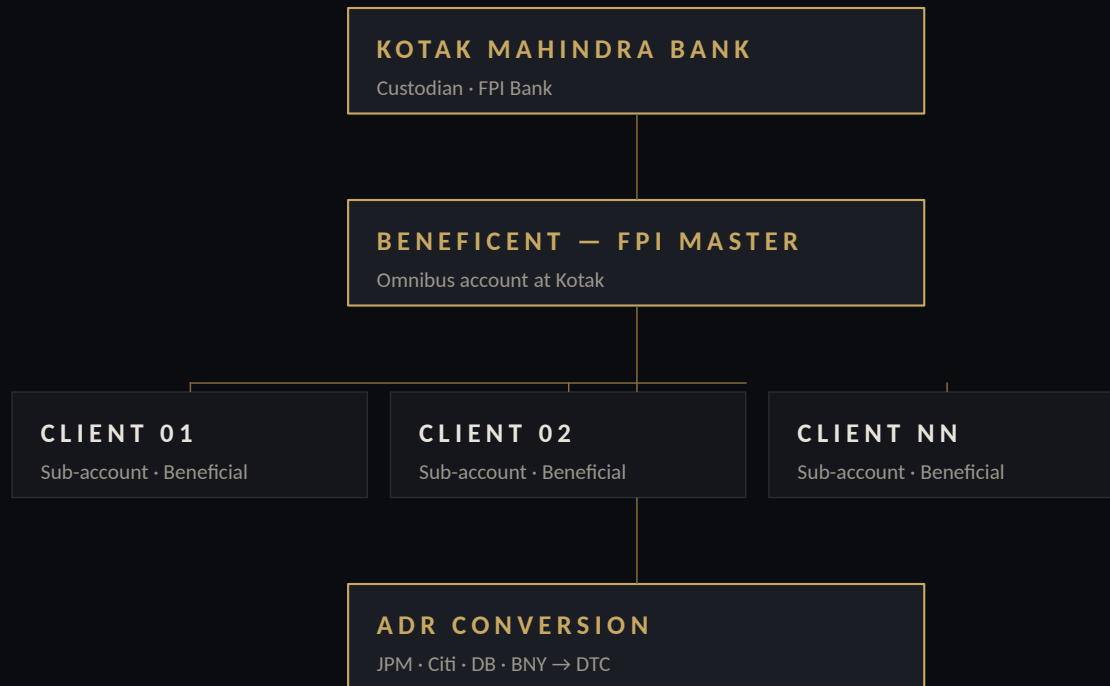 KOTAK MAHINDRA BANK
Custodian · FPI Bank
BENEFICENT — FPI MASTER
Omnibus account at Kotak
CLIENT 01
Sub-account · Beneficial
CLIENT 02
Sub-account · Beneficial
CLIENT NN
Sub-account · Beneficial
ADR CONVERSION
JPM · Citi · DB · BNY → DTC